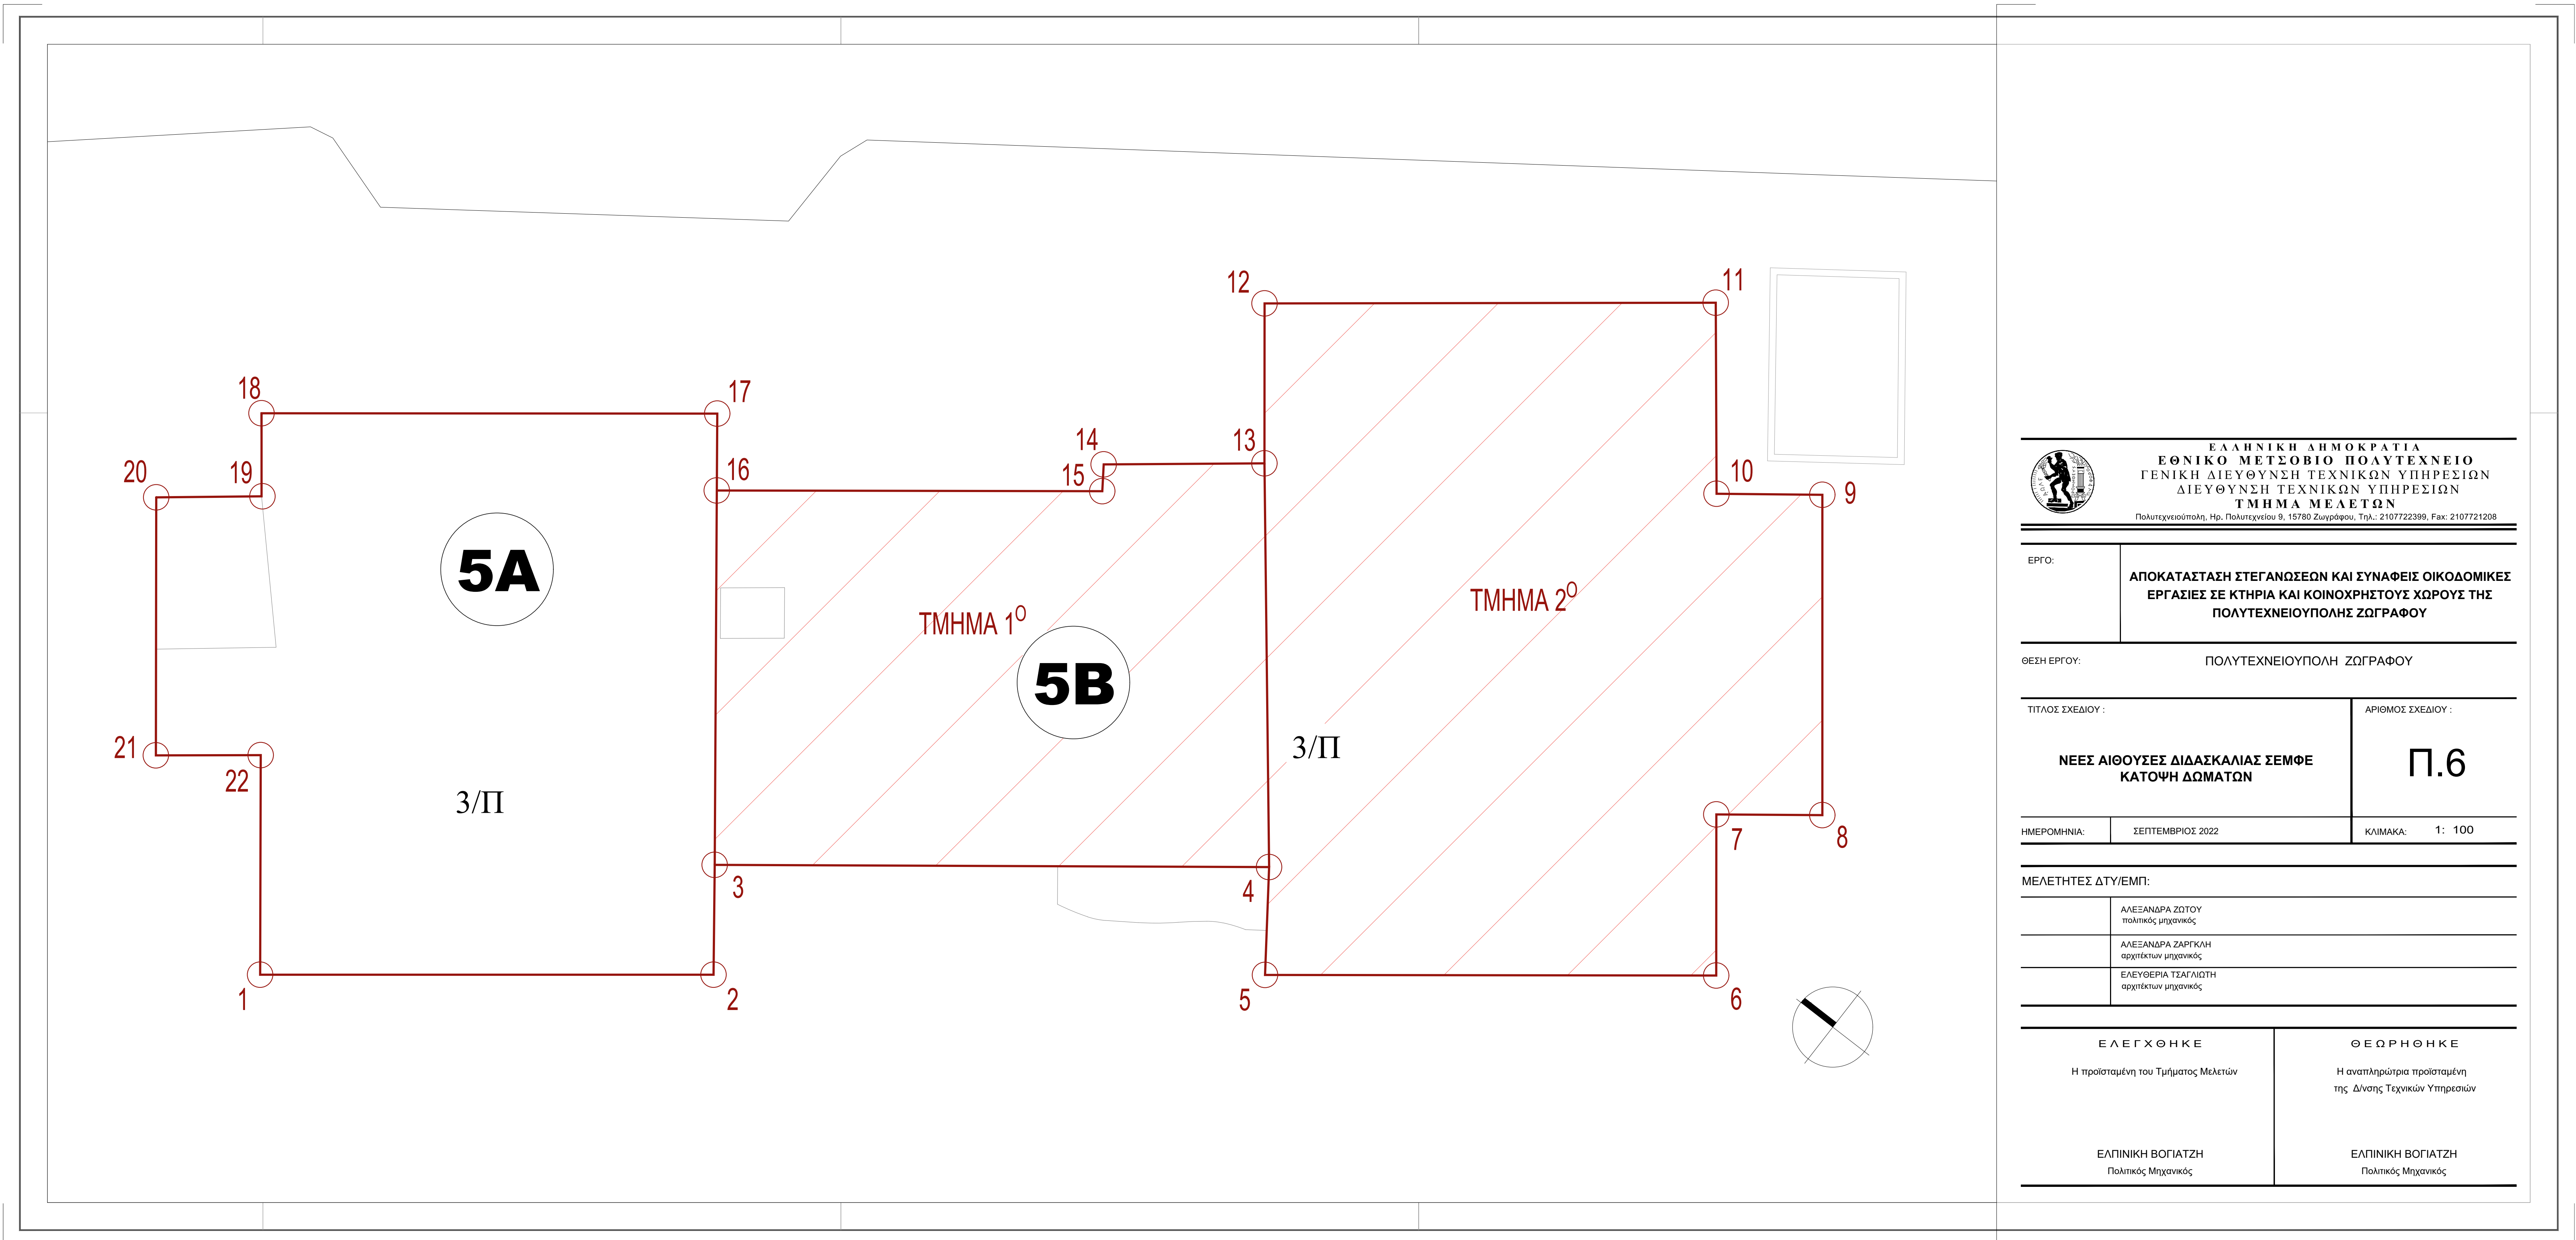 12
11
18
17
14
13
20
19
16
15
10
9
5A
ΤΜΗΜΑ 1Ο
ΤΜΗΜΑ 2Ο
5B
21
22
3/Π
3/Π
3
4
7
8
1
2
5
6
ΕΛΛΗΝΙΚΗ ΔΗΜΟΚΡΑΤΙΑ
ΕΘΝΙΚΟ ΜΕΤΣΟΒΙΟ ΠΟΛΥΤΕΧΝΕΙΟ
ΓΕΝΙΚΗ ΔΙΕΥΘΥΝΣΗ ΤΕΧΝΙΚΩΝ ΥΠΗΡΕΣΙΩΝ
ΔΙΕΥΘΥΝΣΗ ΤΕΧΝΙΚΩΝ ΥΠΗΡΕΣΙΩΝ
ΤΜΗΜΑ ΜΕΛΕΤΩΝ
Πολυτεχνειούπολη, Ηρ. Πολυτεχνείου 9, 15780 Ζωγράφου, Τηλ.: 2107722399, Fax: 2107721208
ΕΡΓΟ:
ΑΠΟΚΑΤΑΣΤΑΣΗ ΣΤΕΓΑΝΩΣΕΩΝ ΚΑΙ ΣΥΝΑΦΕΙΣ ΟΙΚΟΔΟΜΙΚΕΣ
ΕΡΓΑΣΙΕΣ ΣΕ ΚΤΗΡΙΑ ΚΑΙ ΚΟΙΝΟΧΡΗΣΤΟΥΣ ΧΩΡΟΥΣ ΤΗΣ
ΠΟΛΥΤΕΧΝΕΙΟΥΠΟΛΗΣ ΖΩΓΡΑΦΟΥ
ΘΕΣΗ ΕΡΓΟΥ: ΠΟΛΥΤΕΧΝΕΙΟΥΠΟΛΗ ΖΩΓΡΑΦΟΥ
ΤΙΤΛΟΣ ΣΧΕΔΙΟΥ :
ΝΕΕΣ ΑΙΘΟΥΣΕΣ ΔΙΔΑΣΚΑΛΙΑΣ ΣΕΜΦΕ
ΚΑΤΟΨΗ ΔΩΜΑΤΩΝ
ΑΡΙΘΜΟΣ ΣΧΕΔΙΟΥ :
Π.6
ΗΜΕΡΟΜΗΝΙΑ: ΣΕΠΤΕΜΒΡΙΟΣ 2022
ΚΛΙΜΑΚΑ: 1: 100
ΜΕΛΕΤΗΤΕΣ ΔΤΥ/ΕΜΠ:
ΑΛΕΞΑΝΔΡΑ ΖΩΤΟΥ
πολιτικός μηχανικός
ΑΛΕΞΑΝΔΡΑ ΖΑΡΓΚΛΗ
αρχιτέκτων μηχανικός
ΕΛΕΥΘΕΡΙΑ ΤΣΑΓΛΙΩΤΗ
αρχιτέκτων μηχανικός
ΕΛΕΓΧΘΗΚΕ
Η προϊσταμένη του Τμήματος Μελετών
ΕΛΠΙΝΙΚΗ ΒΟΓΙΑΤΖΗ
Πολιτικός Μηχανικός
ΘΕΩΡΗΘΗΚΕ
Η αναπληρώτρια προϊσταμένη
της Δ/νσης Τεχνικών Υπηρεσιών
ΕΛΠΙΝΙΚΗ ΒΟΓΙΑΤΖΗ
Πολιτικός Μηχανικός